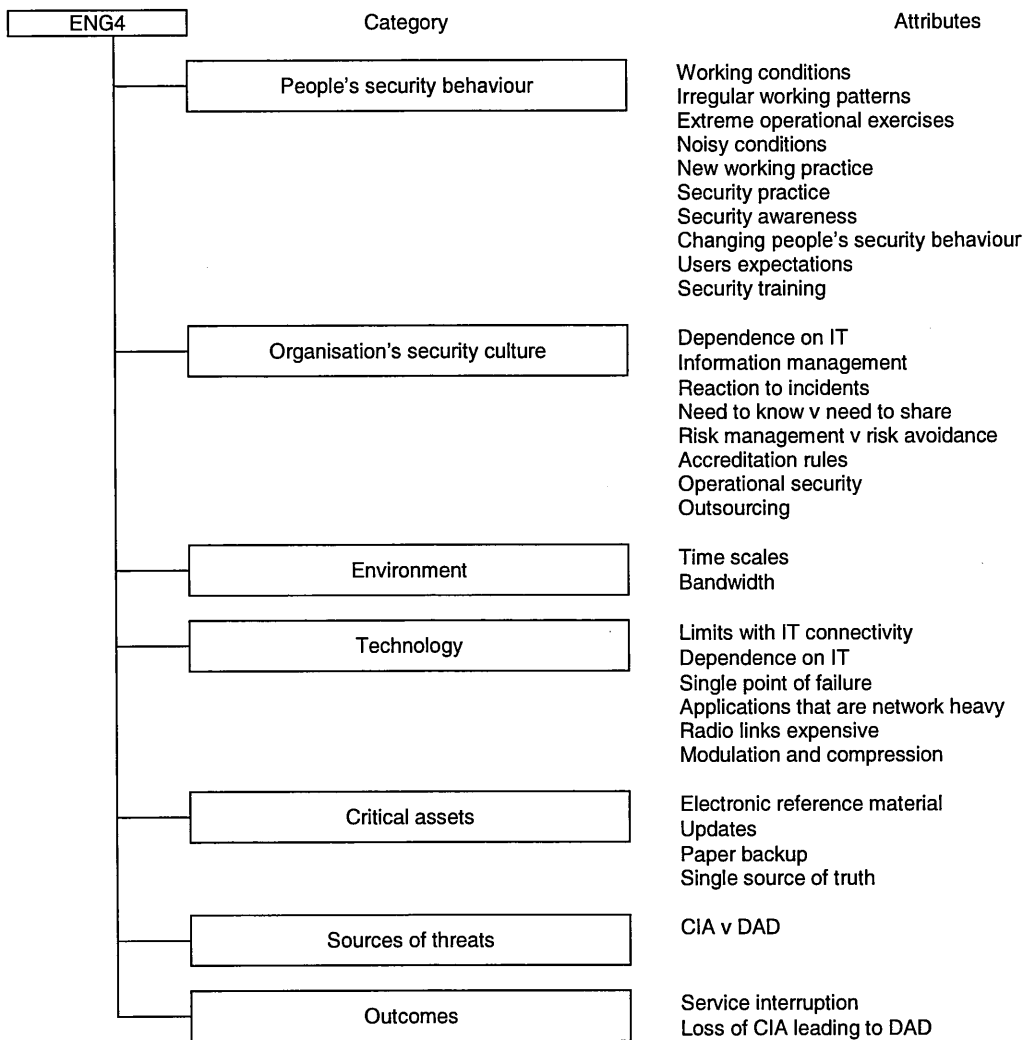 ENG4
Category
Attributes
People's security behaviour
Working conditions
Irregular working patterns
Extreme operational exercises
Noisy conditions
New working practice
Security practice
Security awareness
Changing people's security behaviour
Users expectations
Security training
Organisation's security culture
Dependence on IT
Information management
Reaction to incidents
Need to know v need to share
Risk management v risk avoidance
Accreditation rules
Operational security
Outsourcing
Environment
Time scales
Bandwidth
Technology
Limits with IT connectivity
Dependence on IT
Single point of failure
Applications that are network heavy
Radio links expensive
Modulation and compression
Critical assets
Electronic reference material
Updates
Paper backup
Single source of truth
Sources of threats
CIA v DAD
Outcomes
Service interruption
Loss of CIA leading to DAD